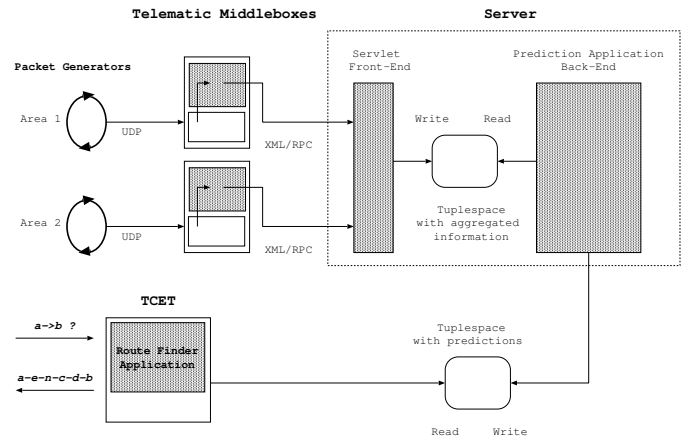 Telematic Middleboxes
Server
Packet Generators
Servlet
Front-End
Prediction Application
Back-End
Area 1
UDP
XML/RPC
Write
Read
Area 2
UDP
XML/RPC
Tuplespace
with aggregated
information
TCET
a->b ?
a-e-n-c-d-b
Route Finder
Application
Tuplespace
with predictions
Read
Write